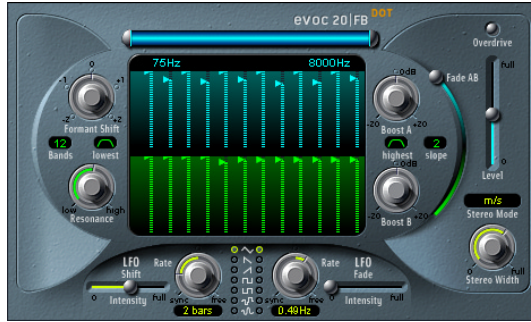 evoc 20|FB DOT
Overdrive
75Hz 8000Hz
0 0dB full
-1 +1
Fade AB
-2 +2
Formant Shift
-20 +20
Boost A
12 2
Bands lowest highest slope
0dB 0
Level
m/s
Stereo Mode
low high
Resonance
-20 +20
Boost B
LFO Rate Rate LFO
Shift Fade
0 full sync free sync free 0 full
Intensity 2 bars 0.49Hz Intensity
0 full
Stereo Width